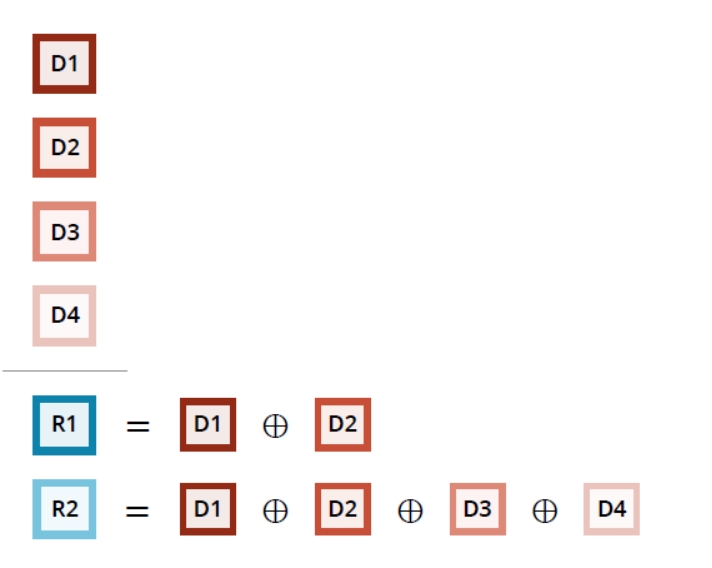 D1
D2
D3
D4
R1 = D1 ⊕ D2
R2 = D1 ⊕ D2 ⊕ D3 ⊕ D4